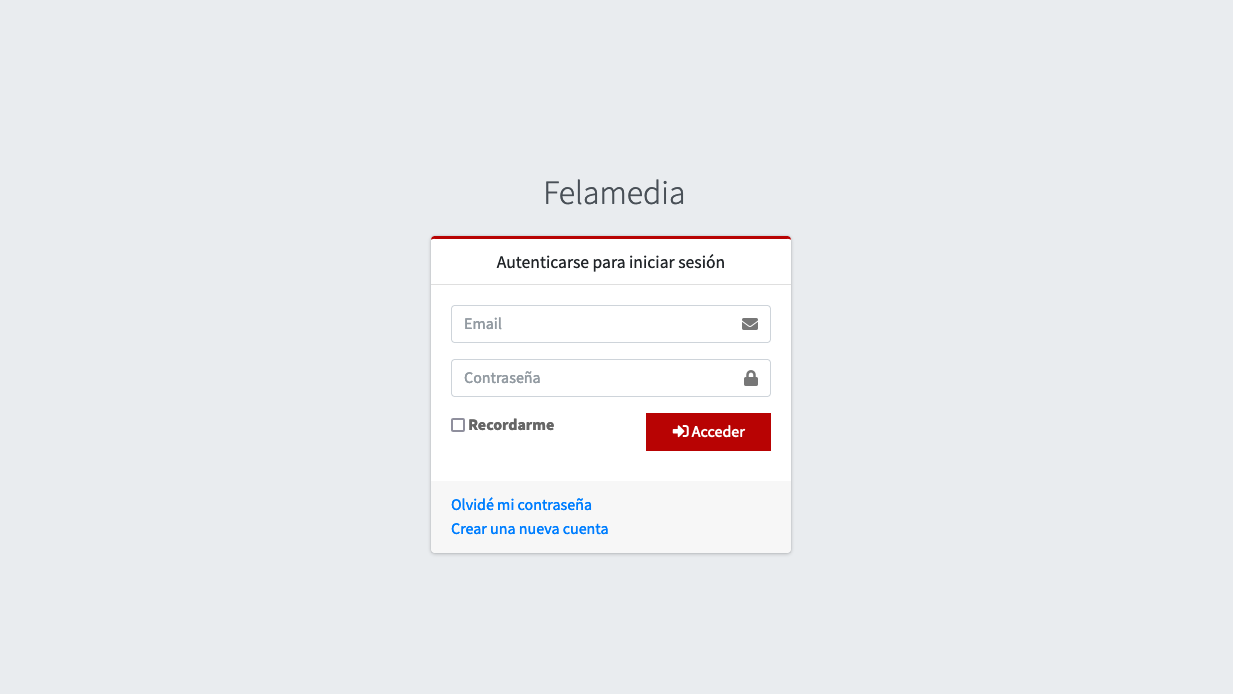 Felamedia
Autenticarse para iniciar sesión
Email
Contraseña
Recordarme
Acceder
Olvidé mi contraseña
Crear una nueva cuenta